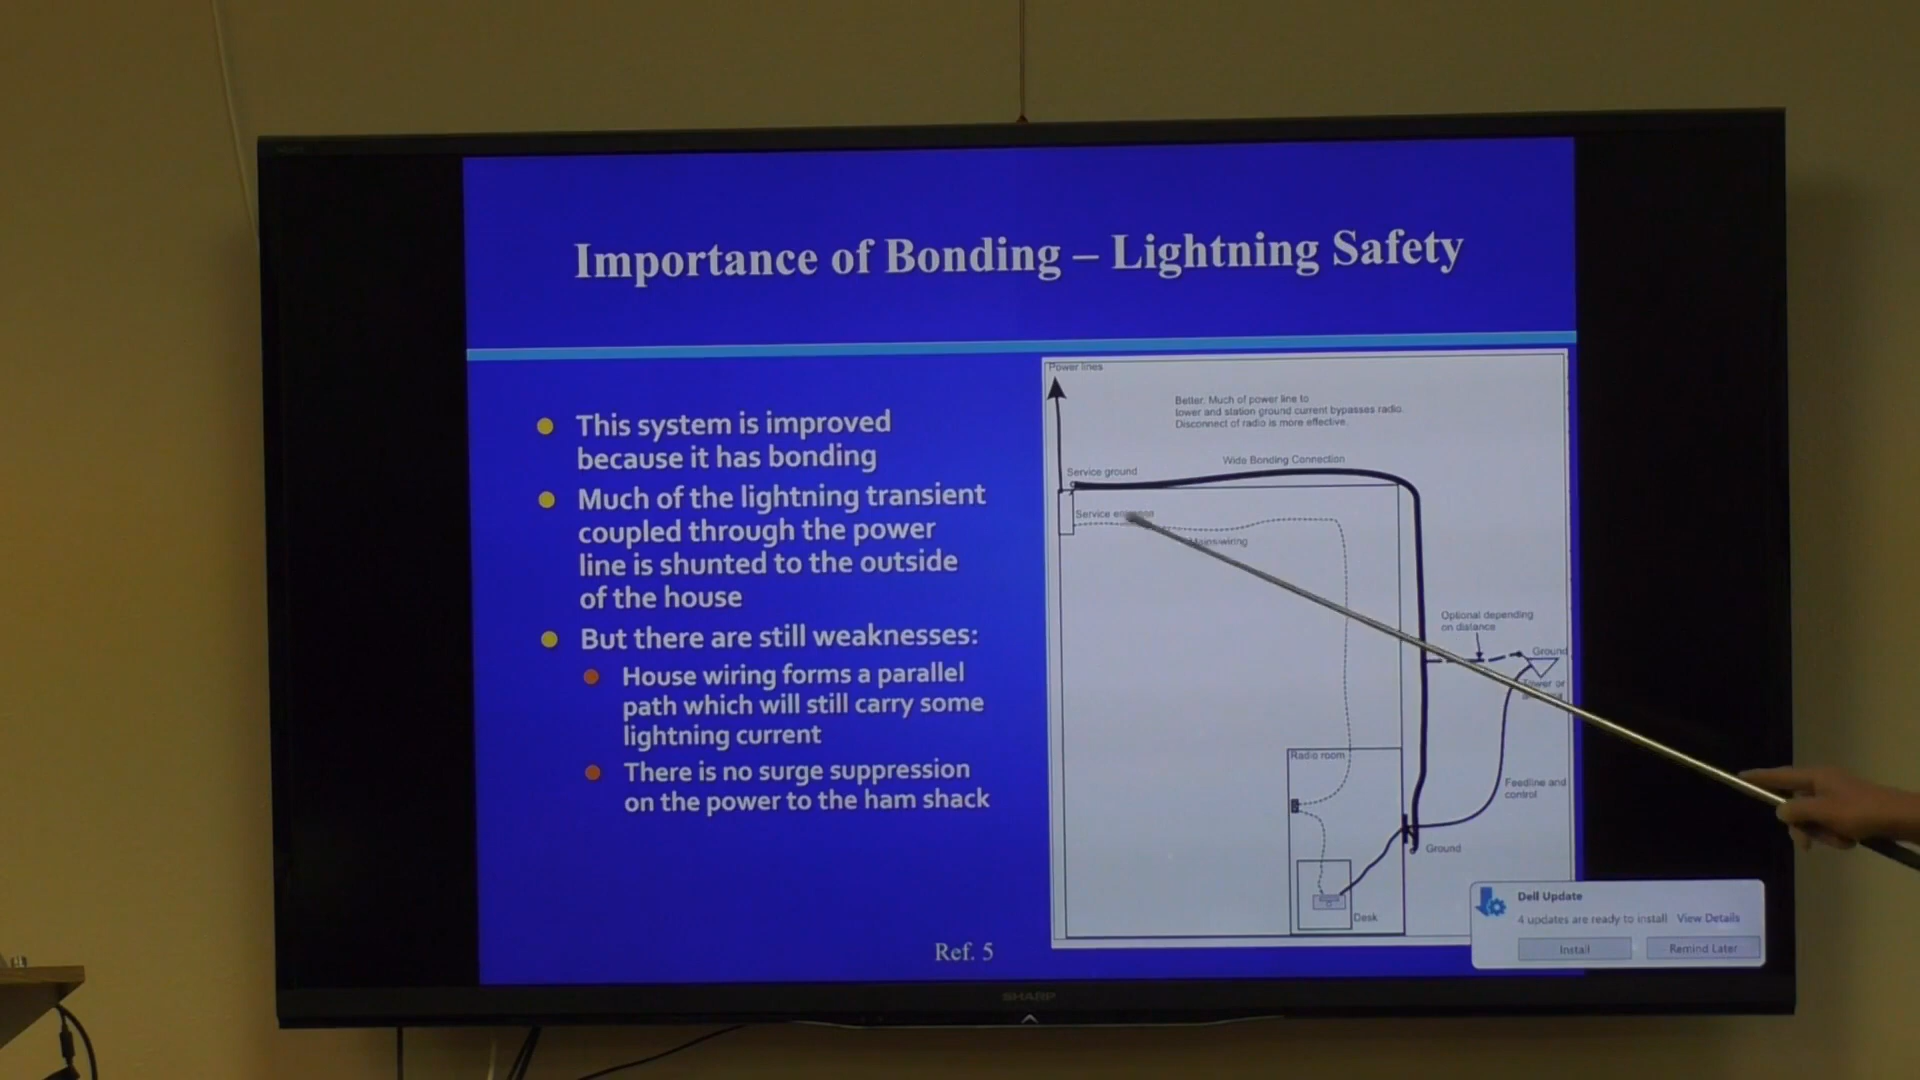 Importance of Bonding – Lightning Safety
This system is improved
because it has bonding
Much of the lightning transient
coupled through the power
line is shunted to the outside
of the house
But there are still weaknesses:
House wiring forms a parallel
path which will still carry some
lightning current
There is no surge suppression
on the power to the ham shack
Ref. 5
Power lines
Better. Much of power line to
lower and station ground current bypasses radio.
Disconnect of radio is more effective.
Wide Bonding Connection
Service ground
Service
Mains wiring
Optional depending
on distance
Ground
Tower or
Radio room
Feedline and
control
Ground
Desk
Dell Update
4 updates are ready to install View Details
Install
Remind Later
SHARP